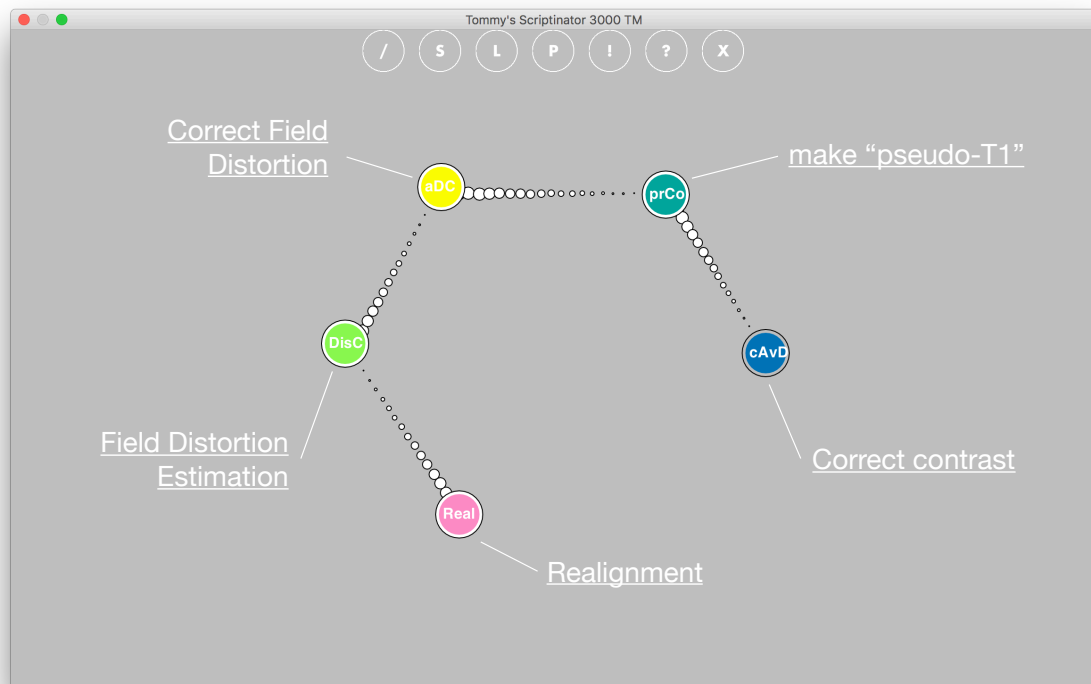 Tommy's Scriptinator 3000 TM
/ S L P ! ? X
Correct Field
Distortion
make “pseudo-T1”
aDC
prCo
DisC
cAvD
Field Distortion
Estimation
Correct contrast
Real
Realignment